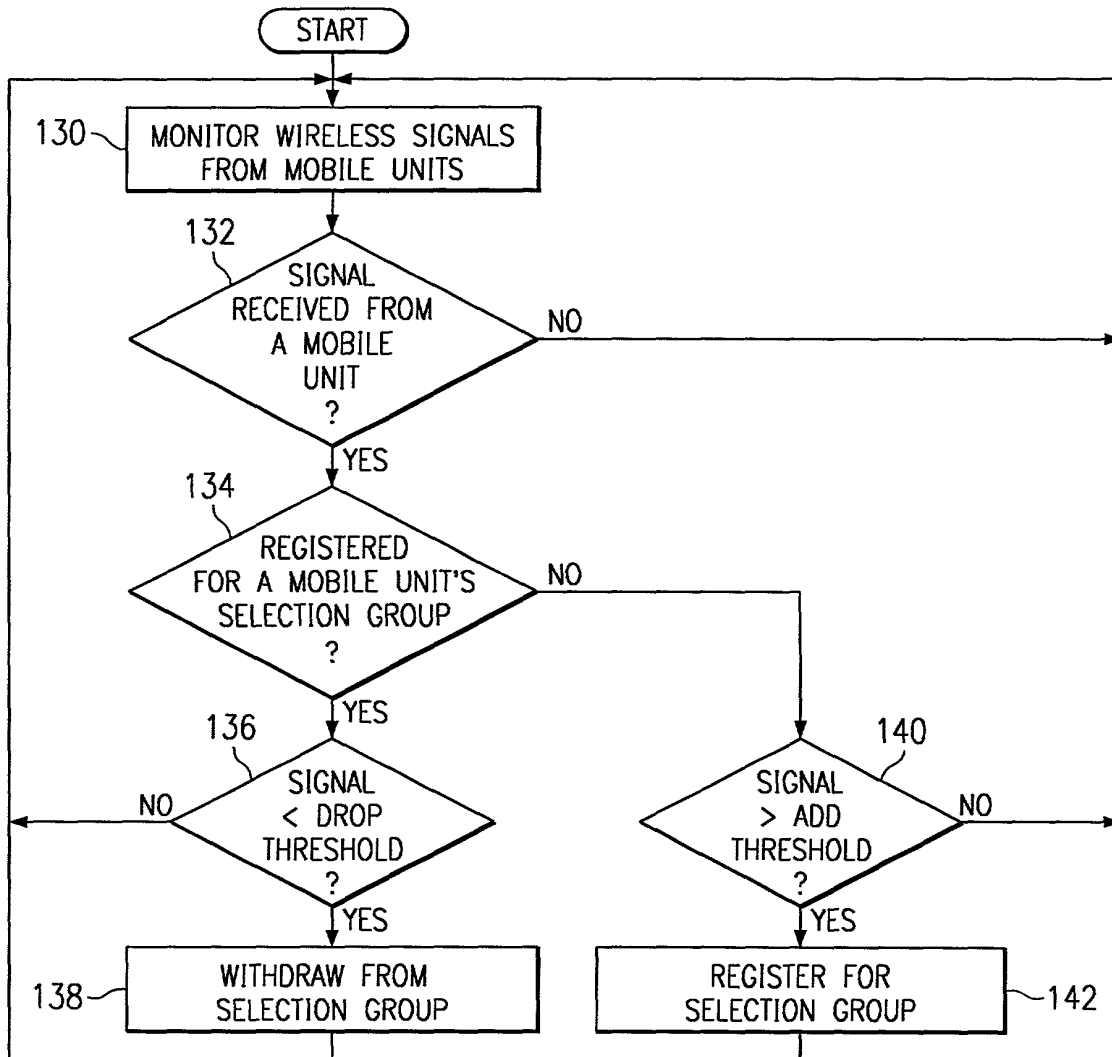 START
130
MONITOR WIRELESS SIGNALS
FROM MOBILE UNITS
132
SIGNAL
RECEIVED FROM
A MOBILE
UNIT
?
NO
YES
134
REGISTERED
FOR A MOBILE UNIT'S
SELECTION GROUP
?
NO
YES
136
SIGNAL
< DROP
THRESHOLD
?
NO
YES
140
SIGNAL
> ADD
THRESHOLD
?
NO
YES
138
WITHDRAW FROM
SELECTION GROUP
REGISTER FOR
SELECTION GROUP
142